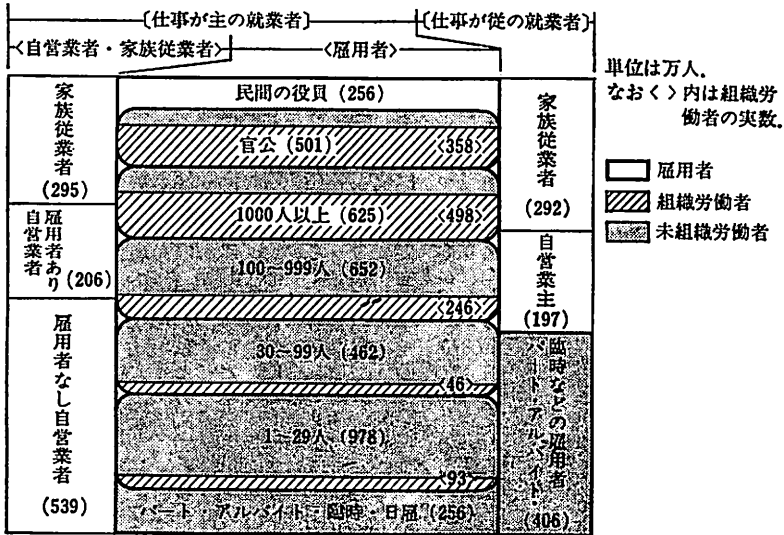 〔仕事が主の就業者〕
〔仕事が従の就業者〕
<自営業者・家族従業者>
<雇用者>
単位は万人.
なおく〉内は組織労
働者の実数.
雇用者
組織労働者
未組織労働者
家族従業者
(295)
雇用者あり
自営業者
(206)
雇用者なし自営業者
(539)
民間の役員 (256)
官公 (501) <358>
1000人以上 (625) <498>
100〜999人 (652)
<246>
30〜99人 (462)
<46>
1〜29人 (978)
<93>
パート・アルバイト・臨時・日雇 (256)
家族従業者
(292)
自営業主
(197)
臨時などの雇用者
パート・アルバイト
(406)